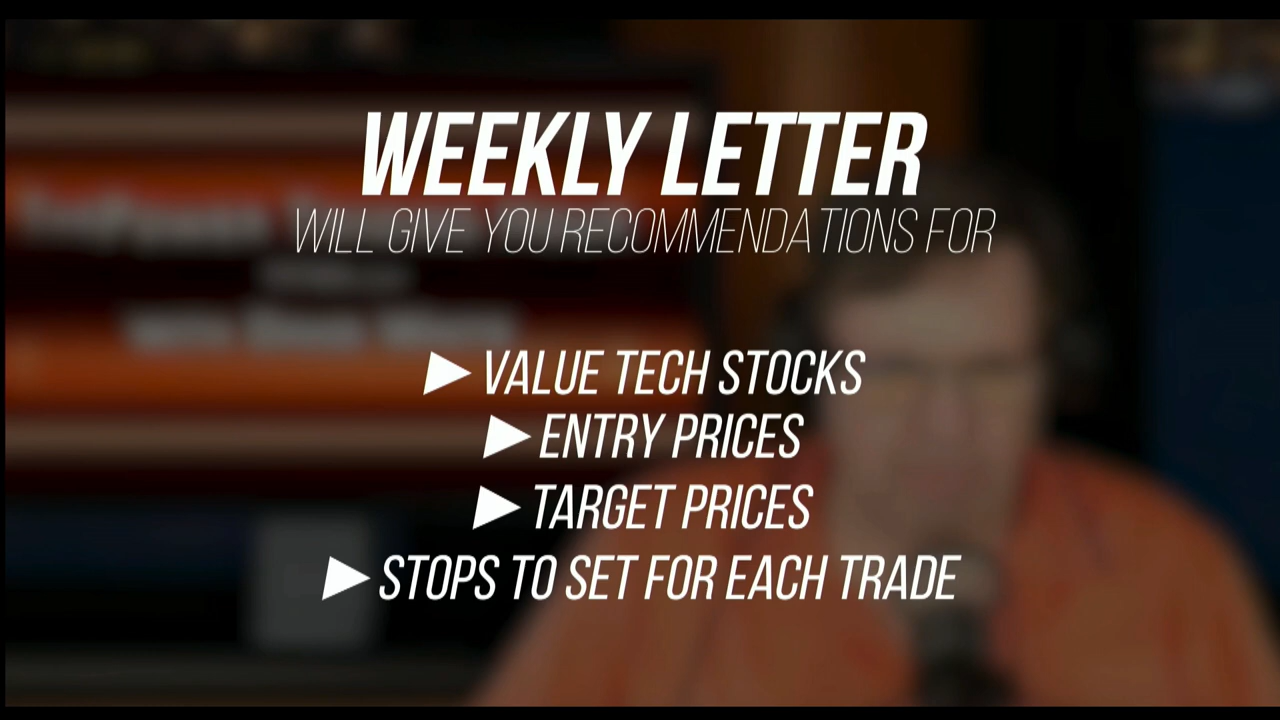 WEEKLY LETTER
WILL GIVE YOU RECOMMENDATIONS FOR
▶ VALUE TECH STOCKS
▶ ENTRY PRICES
▶ TARGET PRICES
▶ STOPS TO SET FOR EACH TRADE